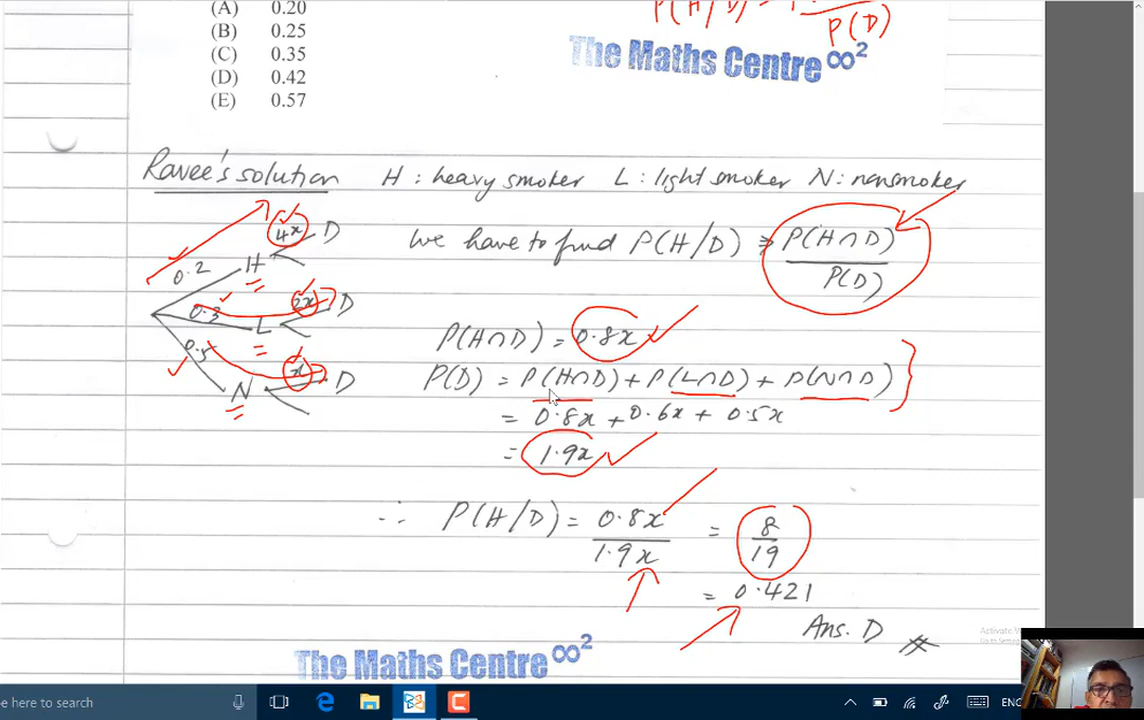 (A) 0.20
P(H/D) =
P(D)
(B) 0.25
(C) 0.35
(D) 0.42
(E) 0.57
The Maths Centre ∞²
Ravee's solution H : heavy smoker L : light smoker N : nonsmoker
0.2 H 4x D
0.3 L 2x D
0.5 N x D
We have to find P(H/D) = P(H∩D)
P(D)
P(H∩D) = 0.8x
P(D) = P(H∩D) + P(L∩D) + P(N∩D)
= 0.8x + 0.6x + 0.5x
= 1.9x
∴ P(H/D) = 0.8x / 1.9x = 8 / 19
= 0.421
Ans. D
The Maths Centre ∞²
e here to search
ENG